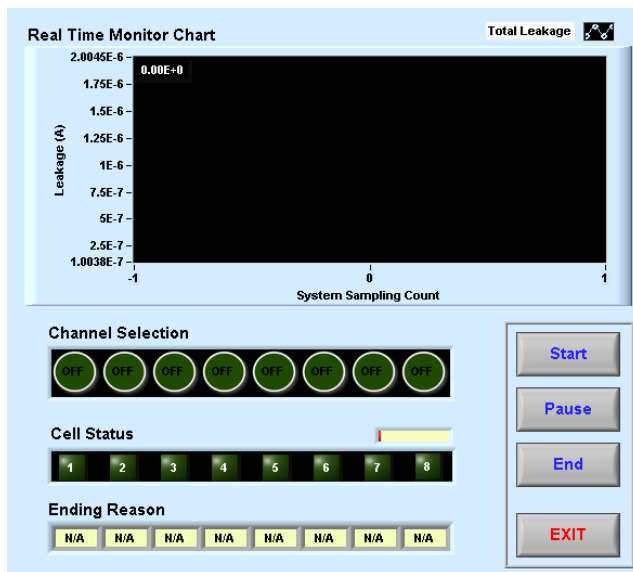 Real Time Monitor Chart
Total Leakage
2.0045E-6
1.75E-6
1.5E-6
1.25E-6
1E-6
7.5E-7
5E-7
2.5E-7
1.0038E-7
Leakage (A)
0.00E+0
-1 0 1
System Sampling Count
Channel Selection
OFF OFF OFF OFF OFF OFF OFF OFF
Cell Status
1 2 3 4 5 6 7 8
Ending Reason
N/A N/A N/A N/A N/A N/A N/A N/A
Start
Pause
End
EXIT